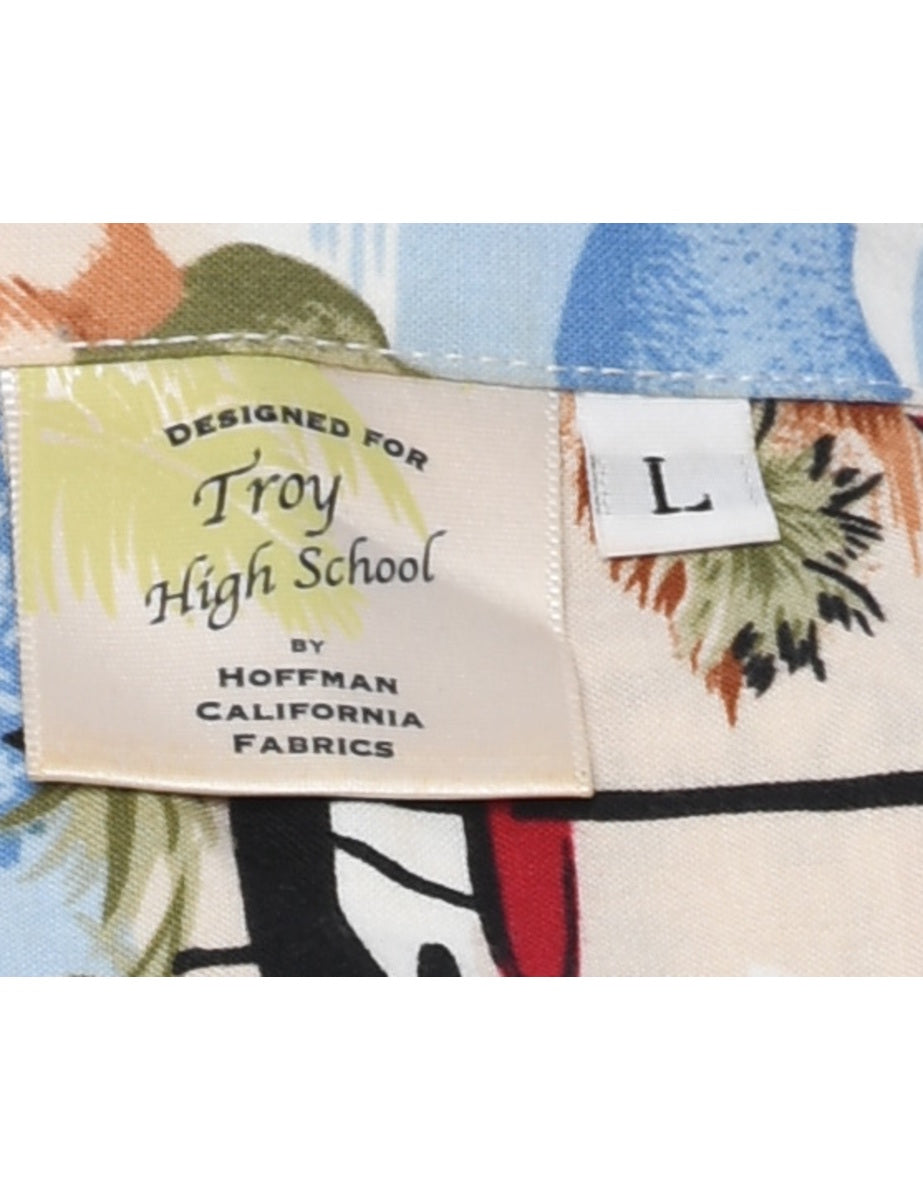 DESIGNED FOR
Troy
High School
BY
HOFFMAN
CALIFORNIA
FABRICS
L